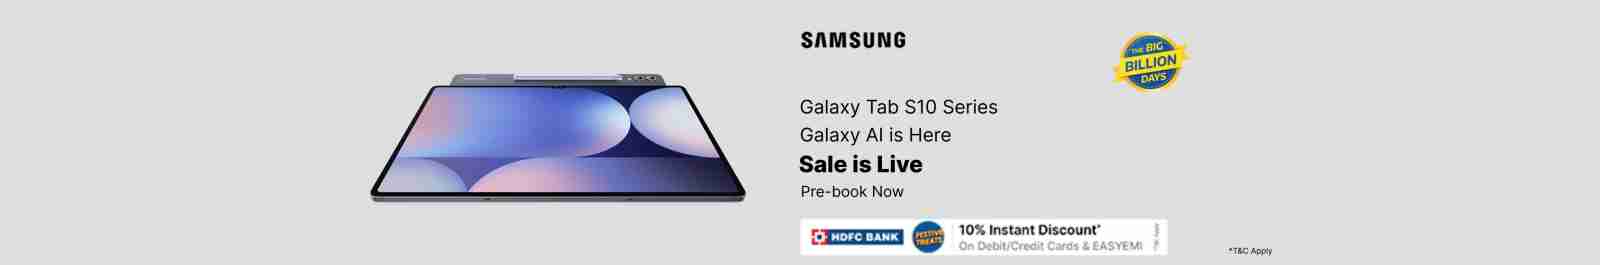 SAMSUNG
THE BIG
BILLION
DAYS
Galaxy Tab S10 Series
Galaxy AI is Here
Sale is Live
Pre-book Now
HDFC BANK
FESTIVE
TREATS
10% Instant Discount*
On Debit/Credit Cards & EASYEMI
*T&C Apply
*T&C Apply